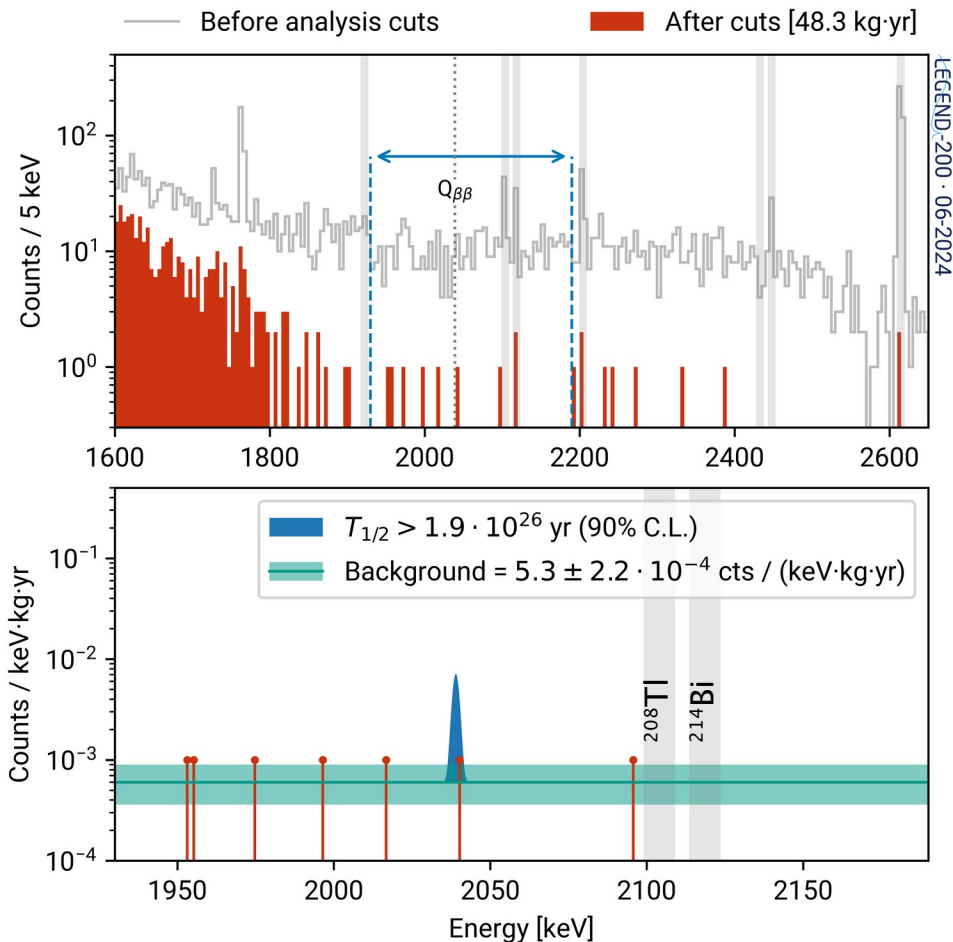 Before analysis cuts
After cuts [48.3 kg·yr]
LEGEND-200 · 06-2024
Counts / 5 keV
10²
10¹
10⁰
Qββ
1600 1800 2000 2200 2400 2600
T₁/₂ > 1.9 · 10²⁶ yr (90% C.L.)
Background = 5.3 ± 2.2 · 10⁻⁴ cts / (keV·kg·yr)
Counts / keV·kg·yr
10⁻¹
10⁻²
10⁻³
10⁻⁴
²⁰⁸Tl
²¹⁴Bi
1950 2000 2050 2100 2150
Energy [keV]